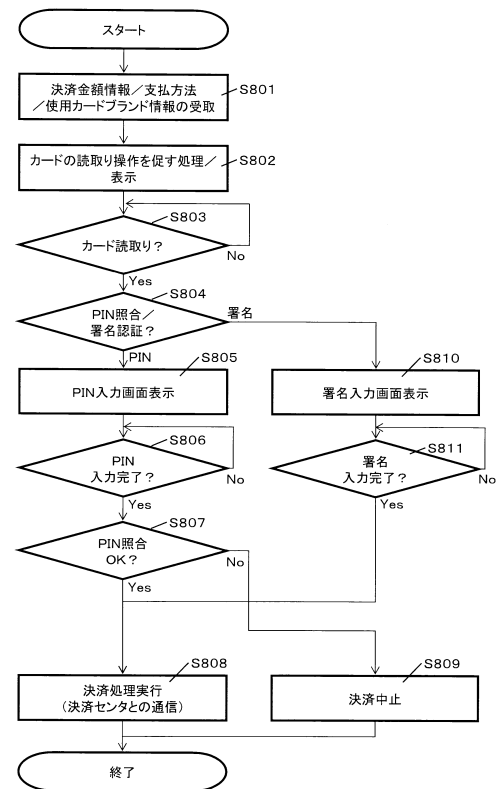 スタート
決済金額情報／支払方法
／使用カードブランド情報の受取
S801
カードの読取り操作を促す処理／
表示
S802
S803
カード読取り？
No
Yes
S804
PIN照合／
署名認証？
署名
PIN
S805
PIN入力画面表示
S810
署名入力画面表示
S806
PIN
入力完了？
No
Yes
S811
署名
入力完了？
No
Yes
S807
PIN照合
OK？
No
Yes
S808
決済処理実行
(決済センタとの通信)
S809
決済中止
終了